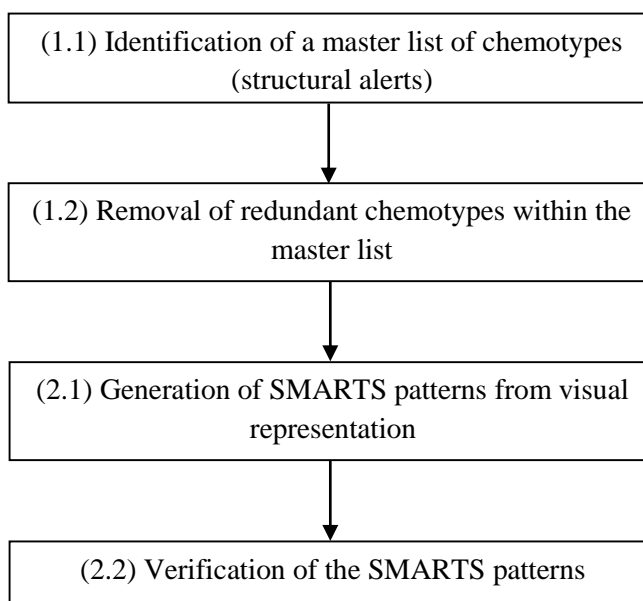 (1.1) Identification of a master list of chemotypes
(structural alerts)
(1.2) Removal of redundant chemotypes within the
master list
(2.1) Generation of SMARTS patterns from visual
representation
(2.2) Verification of the SMARTS patterns